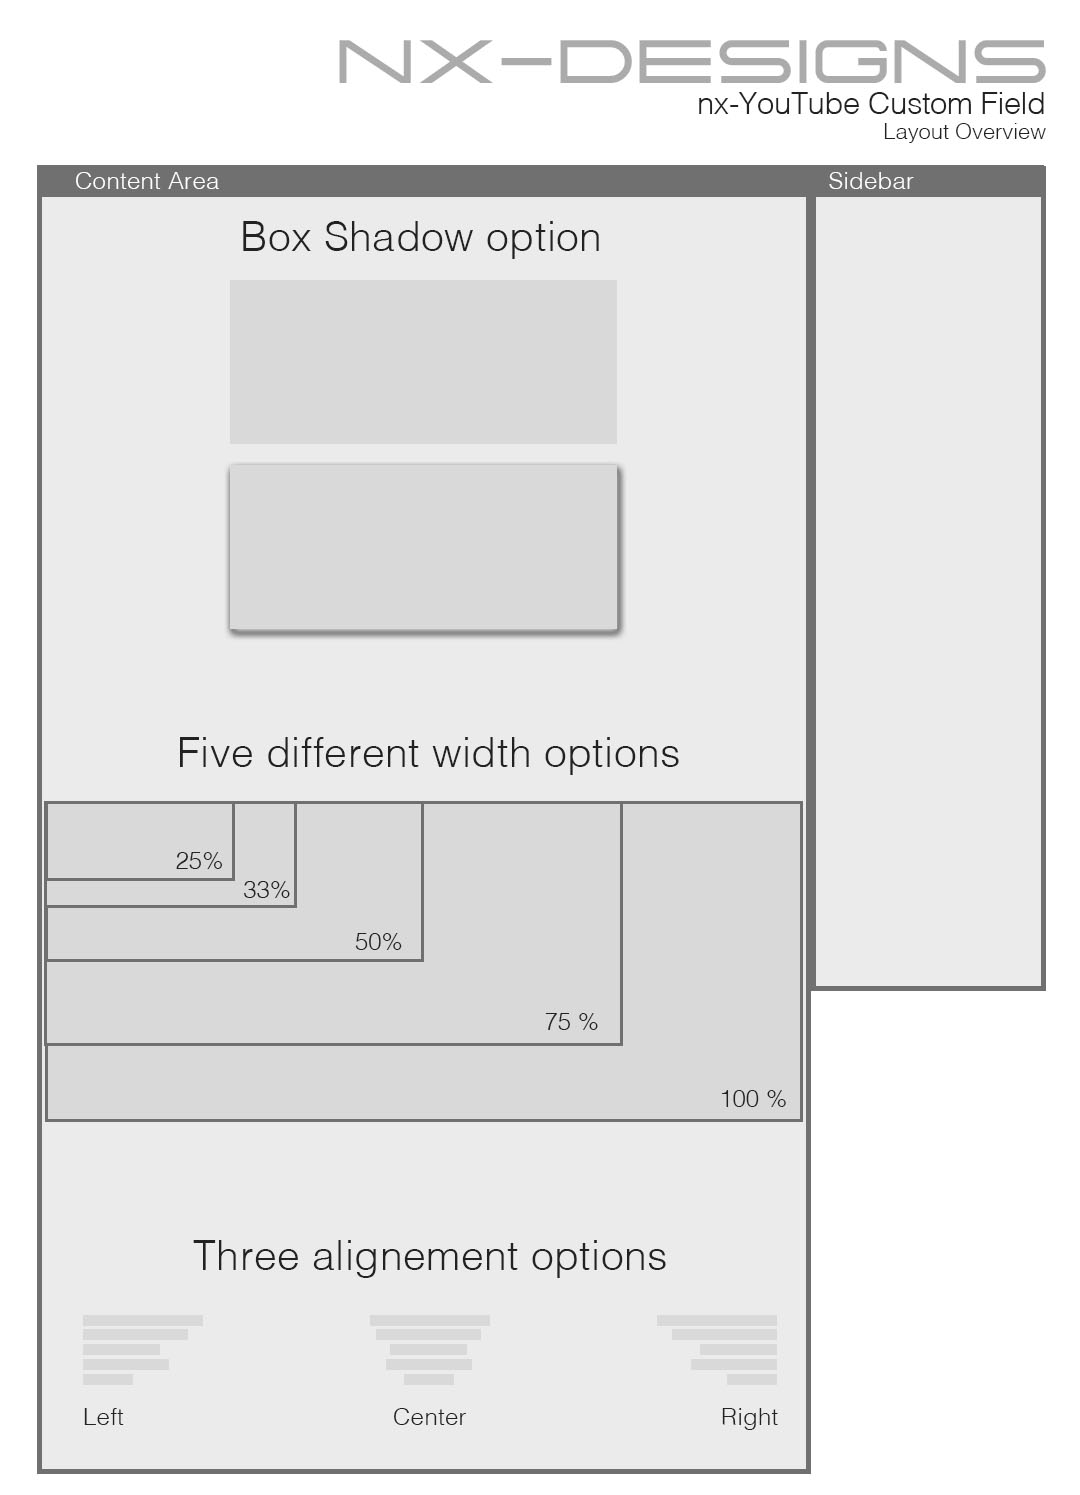 NX-DESIGNS
nx-YouTube Custom Field
Layout Overview
Content Area
Sidebar
Box Shadow option
Five different width options
25%
33%
50%
75 %
100 %
Three alignement options
Left
Center
Right